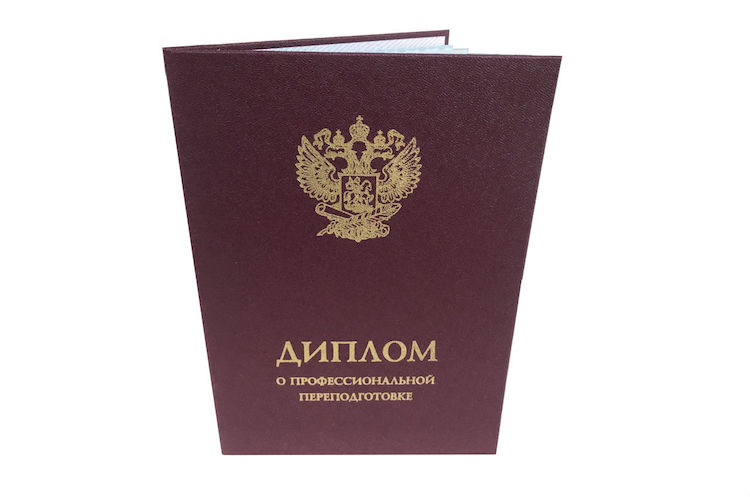 ДИПЛОМ
О ПРОФЕССИОНАЛЬНОЙ
ПЕРЕПОДГОТОВКЕ